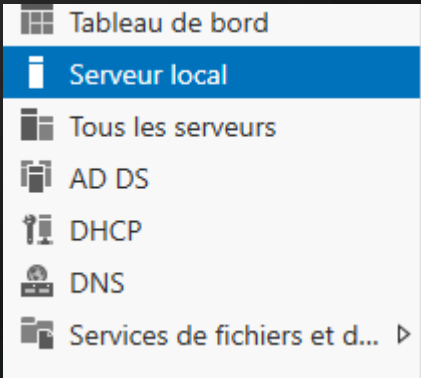 Tableau de bord
Serveur local
Tous les serveurs
AD DS
DHCP
DNS
Services de fichiers et d...